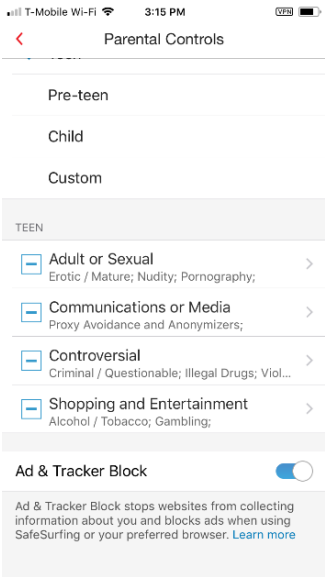 T-Mobile Wi-Fi 3:15 PM VPN
Parental Controls
Teen
Pre-teen
Child
Custom
TEEN
Adult or Sexual
Erotic / Mature; Nudity; Pornography;
Communications or Media
Proxy Avoidance and Anonymizers;
Controversial
Criminal / Questionable; Illegal Drugs; Viol...
Shopping and Entertainment
Alcohol / Tobacco; Gambling;
Ad & Tracker Block
Ad & Tracker Block stops websites from collecting
information about you and blocks ads when using
SafeSurfing or your preferred browser. Learn more